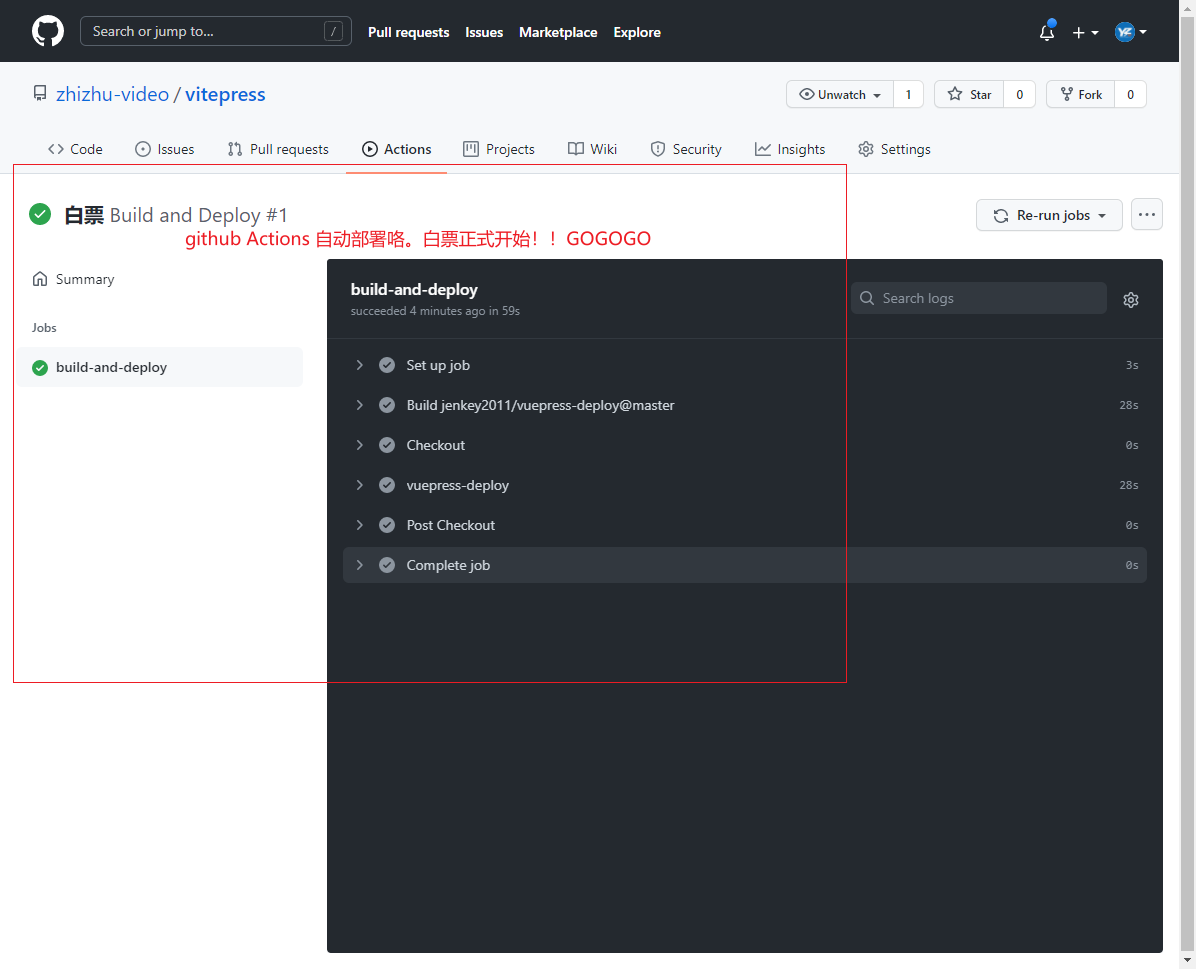 Search or jump to... /
Pull requests Issues Marketplace Explore
zhizhu-video / vitepress
Unwatch 1 Star 0 Fork 0
Code Issues Pull requests Actions Projects Wiki Security Insights Settings
白票 Build and Deploy #1
Re-run jobs
github Actions 自动部署咯。白票正式开始！！GOGOGO
Summary
Jobs
build-and-deploy
build-and-deploy
succeeded 4 minutes ago in 59s
Search logs
Set up job 3s
Build jenkey2011/vuepress-deploy@master 28s
Checkout 0s
vuepress-deploy 28s
Post Checkout 0s
Complete job 0s